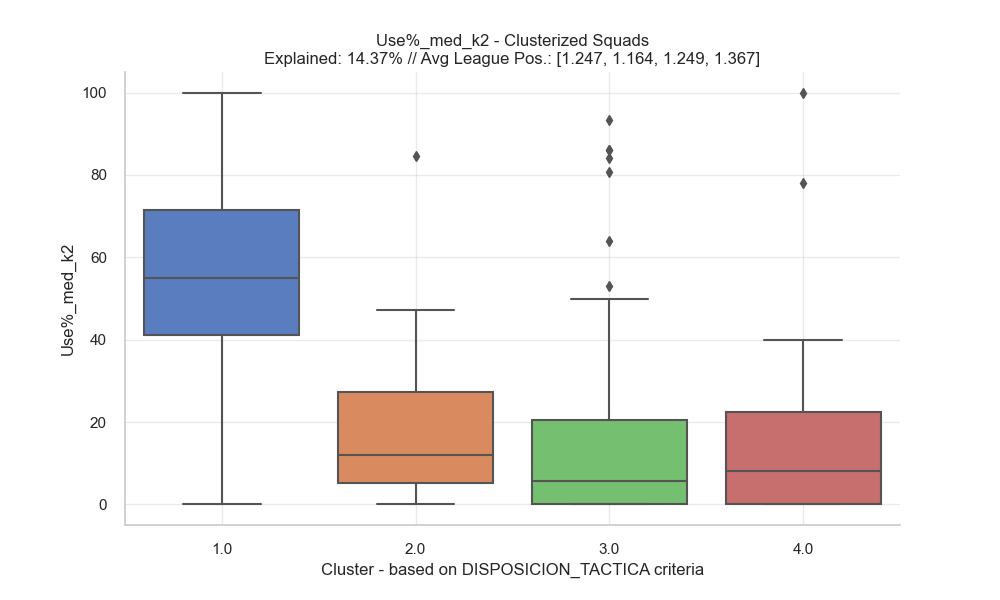 Use%_med_k2 - Clusterized Squads
Explained: 14.37% // Avg League Pos.: [1.247, 1.164, 1.249, 1.367]
100
80
60
40
20
0
Use%_med_k2
1.0
2.0
3.0
4.0
Cluster - based on DISPOSICION_TACTICA criteria